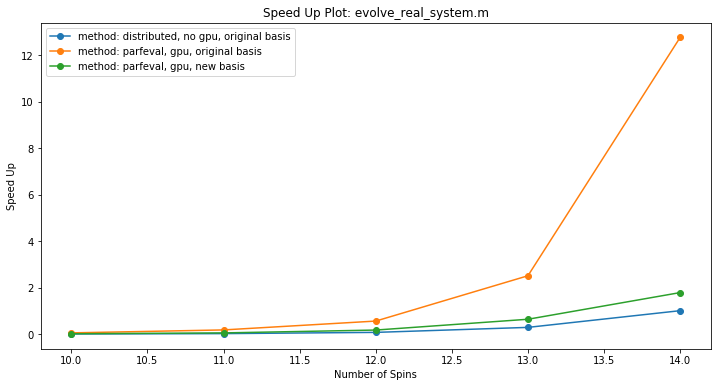 Speed Up Plot: evolve_real_system.m
method: distributed, no gpu, original basis
method: parfeval, gpu, original basis
method: parfeval, gpu, new basis
12
10
8
6
4
2
0
Speed Up
10.0 10.5 11.0 11.5 12.0 12.5 13.0 13.5 14.0
Number of Spins